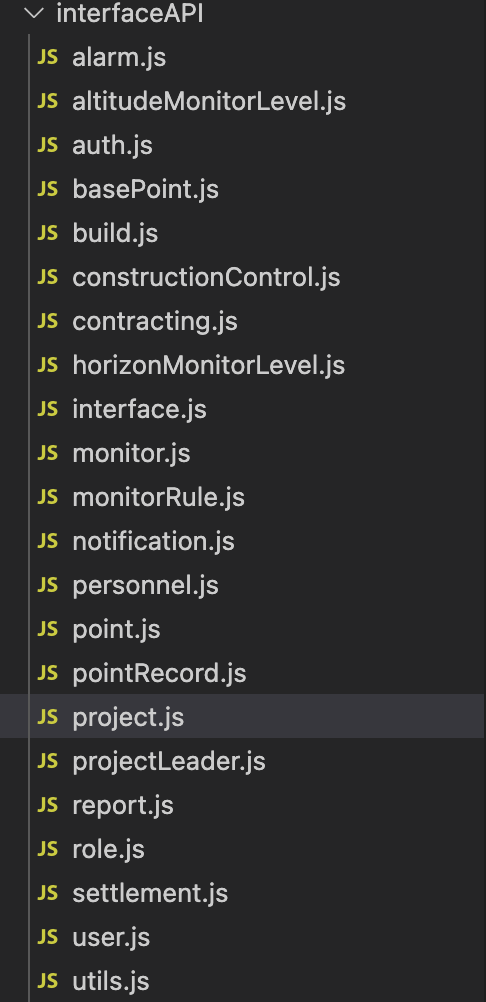 interfaceAPI
JS alarm.js
JS altitudeMonitorLevel.js
JS auth.js
JS basePoint.js
JS build.js
JS constructionControl.js
JS contracting.js
JS horizonMonitorLevel.js
JS interface.js
JS monitor.js
JS monitorRule.js
JS notification.js
JS personnel.js
JS point.js
JS pointRecord.js
JS project.js
JS projectLeader.js
JS report.js
JS role.js
JS settlement.js
JS user.js
JS utils.js